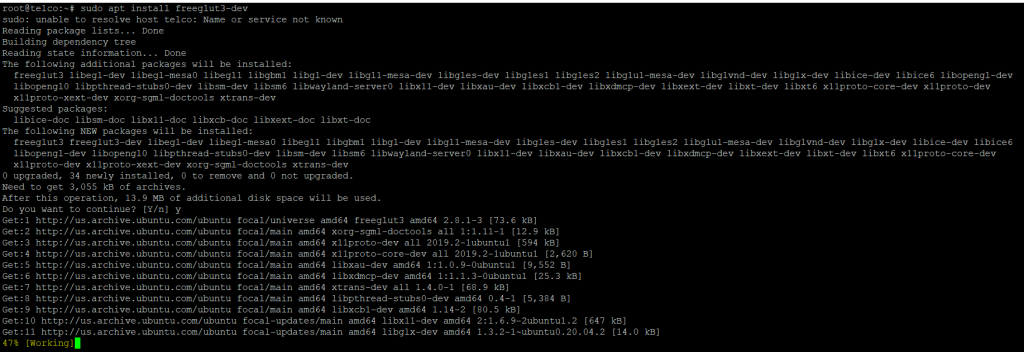 root@telco:~# sudo apt install freeglut3-dev
sudo: unable to resolve host telco: Name or service not known
Reading package lists... Done
Building dependency tree
Reading state information... Done
The following additional packages will be installed:
  freeglut3 libegl-dev libegl-mesa0 libegl1 libgbm1 libgl-dev libgl1-mesa-dev libgles-dev libgles1 libgles2 libglu1-mesa-dev libglvnd-dev libglx-dev libice-dev libice6 libopengl-dev
  libopengl0 libpthread-stubs0-dev libsm-dev libsm6 libwayland-server0 libx11-dev libxau-dev libxcb1-dev libxdmcp-dev libxext-dev libxt-dev libxt6 x11proto-core-dev x11proto-dev
  x11proto-xext-dev xorg-sgml-doctools xtrans-dev
Suggested packages:
  libice-doc libsm-doc libx11-doc libxcb-doc libxext-doc libxt-doc
The following NEW packages will be installed:
  freeglut3 freeglut3-dev libegl-dev libegl-mesa0 libegl1 libgbm1 libgl-dev libgl1-mesa-dev libgles-dev libgles1 libgles2 libglu1-mesa-dev libglvnd-dev libglx-dev libice-dev libice6
  libopengl-dev libopengl0 libpthread-stubs0-dev libsm-dev libsm6 libwayland-server0 libx11-dev libxau-dev libxcb1-dev libxdmcp-dev libxext-dev libxt-dev libxt6 x11proto-core-dev
  x11proto-dev x11proto-xext-dev xorg-sgml-doctools xtrans-dev
0 upgraded, 34 newly installed, 0 to remove and 0 not upgraded.
Need to get 3,055 kB of archives.
After this operation, 13.9 MB of additional disk space will be used.
Do you want to continue? [Y/n] y
Get:1 http://us.archive.ubuntu.com/ubuntu focal/universe amd64 freeglut3 amd64 2.8.1-3 [73.6 kB]
Get:2 http://us.archive.ubuntu.com/ubuntu focal/main amd64 xorg-sgml-doctools all 1:1.11-1 [12.9 kB]
Get:3 http://us.archive.ubuntu.com/ubuntu focal/main amd64 x11proto-dev all 2019.2-1ubuntu1 [594 kB]
Get:4 http://us.archive.ubuntu.com/ubuntu focal/main amd64 x11proto-core-dev all 2019.2-1ubuntu1 [2,620 B]
Get:5 http://us.archive.ubuntu.com/ubuntu focal/main amd64 libxau-dev amd64 1:1.0.9-0ubuntu1 [9,552 B]
Get:6 http://us.archive.ubuntu.com/ubuntu focal/main amd64 libxdmcp-dev amd64 1:1.1.3-0ubuntu1 [25.3 kB]
Get:7 http://us.archive.ubuntu.com/ubuntu focal/main amd64 xtrans-dev all 1.4.0-1 [68.9 kB]
Get:8 http://us.archive.ubuntu.com/ubuntu focal/main amd64 libpthread-stubs0-dev amd64 0.4-1 [5,384 B]
Get:9 http://us.archive.ubuntu.com/ubuntu focal/main amd64 libxcb1-dev amd64 1.14-2 [80.5 kB]
Get:10 http://us.archive.ubuntu.com/ubuntu focal-updates/main amd64 libx11-dev amd64 2:1.6.9-2ubuntu1.2 [647 kB]
Get:11 http://us.archive.ubuntu.com/ubuntu focal-updates/main amd64 libglx-dev amd64 1.3.2-1~ubuntu0.20.04.2 [14.0 kB]
47% [Working]